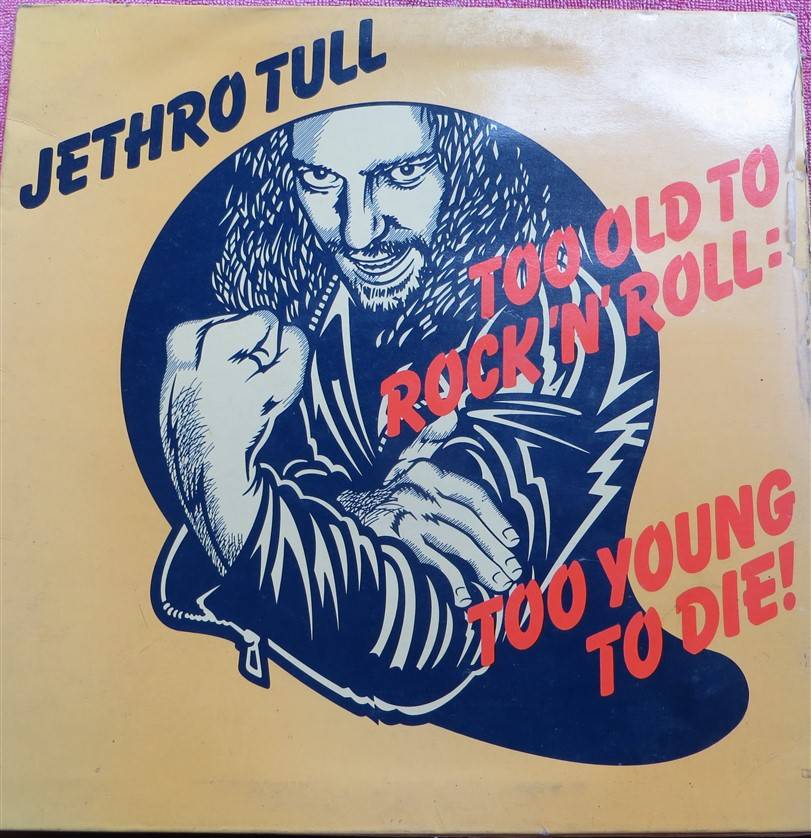 JETHRO TULL
TOO OLD TO
ROCK 'N' ROLL:
TOO YOUNG
TO DIE!